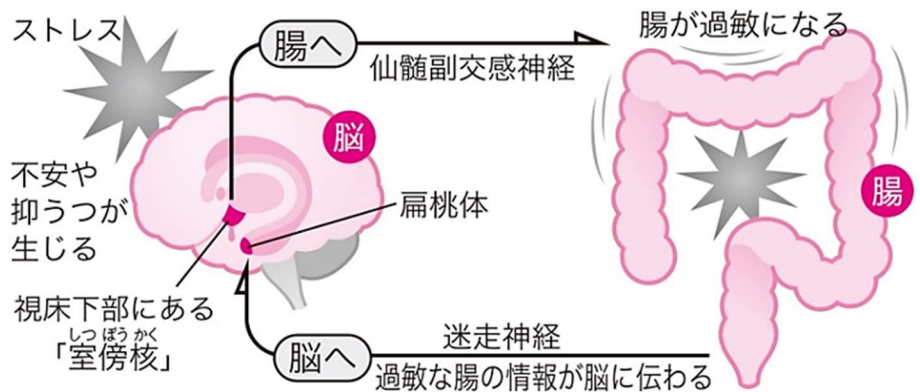 ストレス
腸へ
仙髄副交感神経
腸が過敏になる
脳
不安や
抑うつが
生じる
扁桃体
腸
視床下部にある
しつ ぼう かく
「室傍核」
脳へ
迷走神経
過敏な腸の情報が脳に伝わる